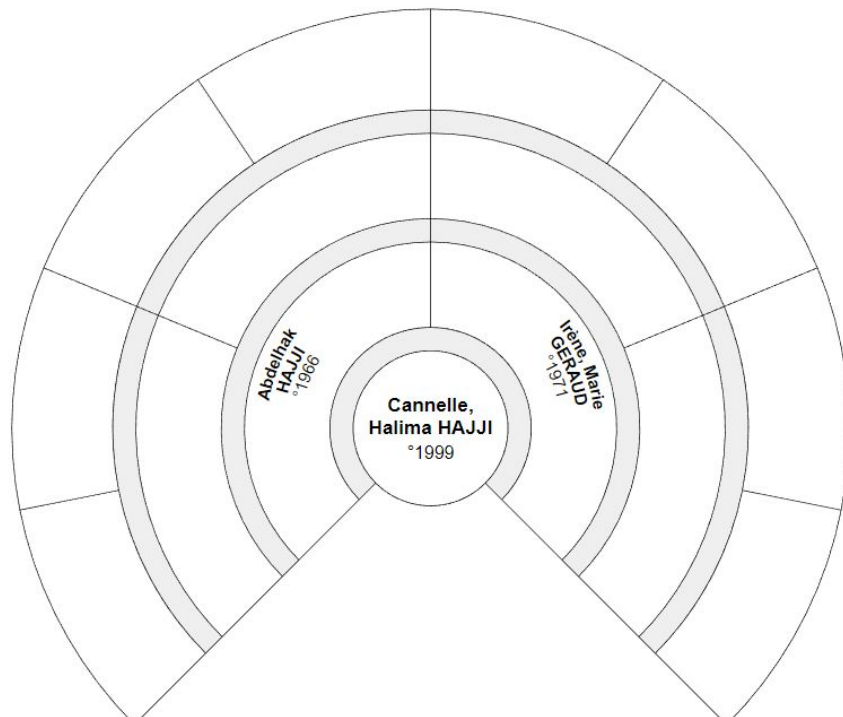 Abdelhak
HAJJI
°1966
Cannelle,
Halima HAJJI
°1999
Irène, Marie
GERAUD
°1971